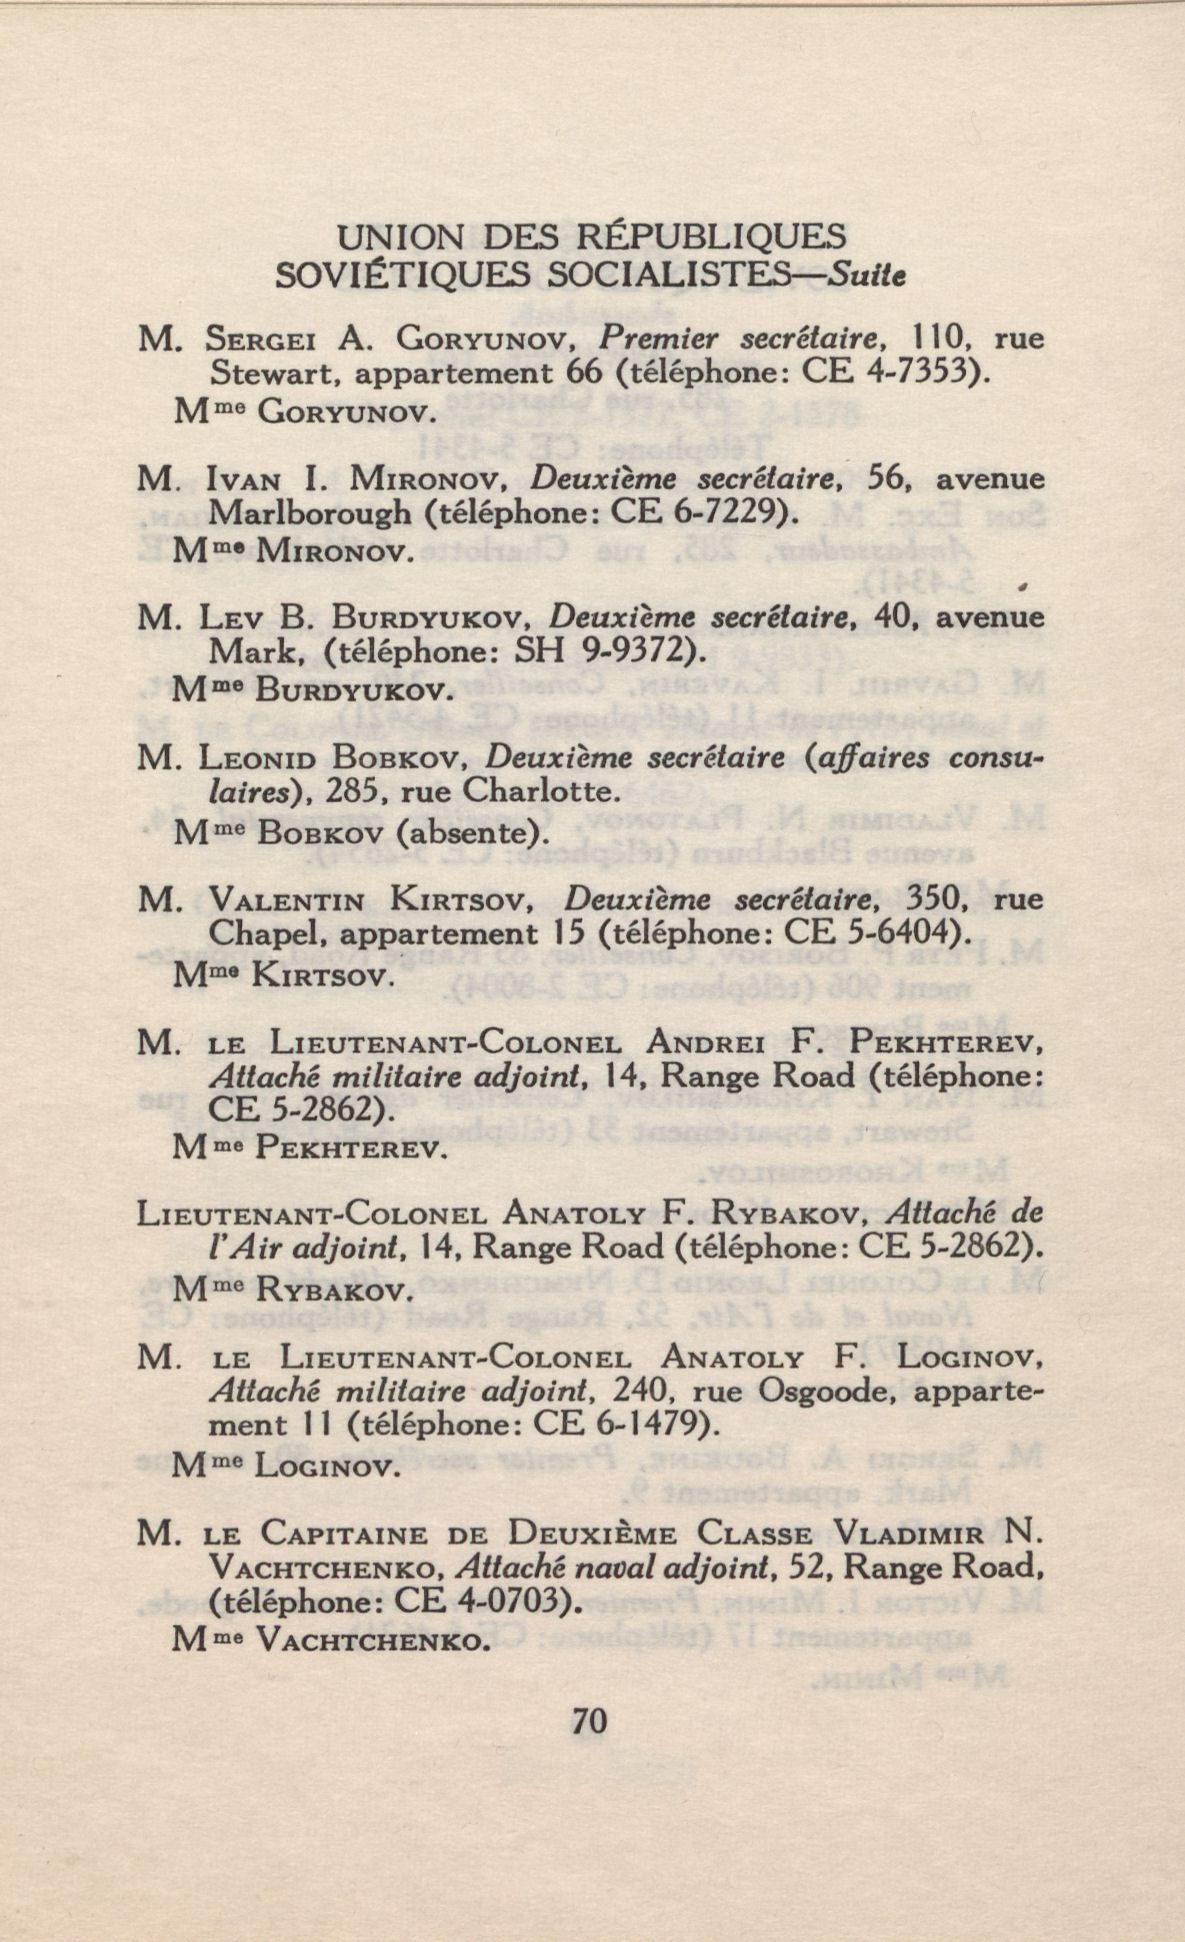 UNION DES RÉPUBLIQUES
SOVIÉTIQUES SOCIALISTES—Suite
M. SERGEI A. GORYUNOV, Premier secrétaire, 110, rue
Stewart, appartement 66 (téléphone: CE 4-7353).
Mme GORYUNOV.
M. IVAN I. MIRONOV, Deuxième secrétaire, 56, avenue
Marlborough (téléphone: CE 6-7229).
Mme MIRONOV.
M. LEV B. BURDYUKOV, Deuxième secrétaire, 40, avenue
Mark, (téléphone: SH 9-9372).
Mme BURDYUKOV.
M. LEONID BOBKOV, Deuxième secrétaire (affaires consu-
laires), 285, rue Charlotte.
Mme BOBKOV (absente).
M. VALENTIN KIRTSOV, Deuxième secrétaire, 350, rue
Chapel, appartement 15 (téléphone: CE 5-6404).
Mme KIRTSOV.
M. LE LIEUTENANT-COLONEL ANDREI F. PEKHTEREV,
Attaché militaire adjoint, 14, Range Road (téléphone:
CE 5-2862).
Mme PEKHTEREV.
LIEUTENANT-COLONEL ANATOLY F. RYBAKOV, Attaché de
l'Air adjoint, 14, Range Road (téléphone: CE 5-2862).
Mme RYBAKOV.
M. LE LIEUTENANT-COLONEL ANATOLY F. LOGINOV,
Attaché militaire adjoint, 240, rue Osgoode, apparte-
ment 11 (téléphone: CE 6-1479).
Mme LOGINOV.
M. LE CAPITAINE DE DEUXIÈME CLASSE VLADIMIR N.
VACHTCHENKO, Attaché naval adjoint, 52, Range Road,
(téléphone: CE 4-0703).
Mme VACHTCHENKO.
70